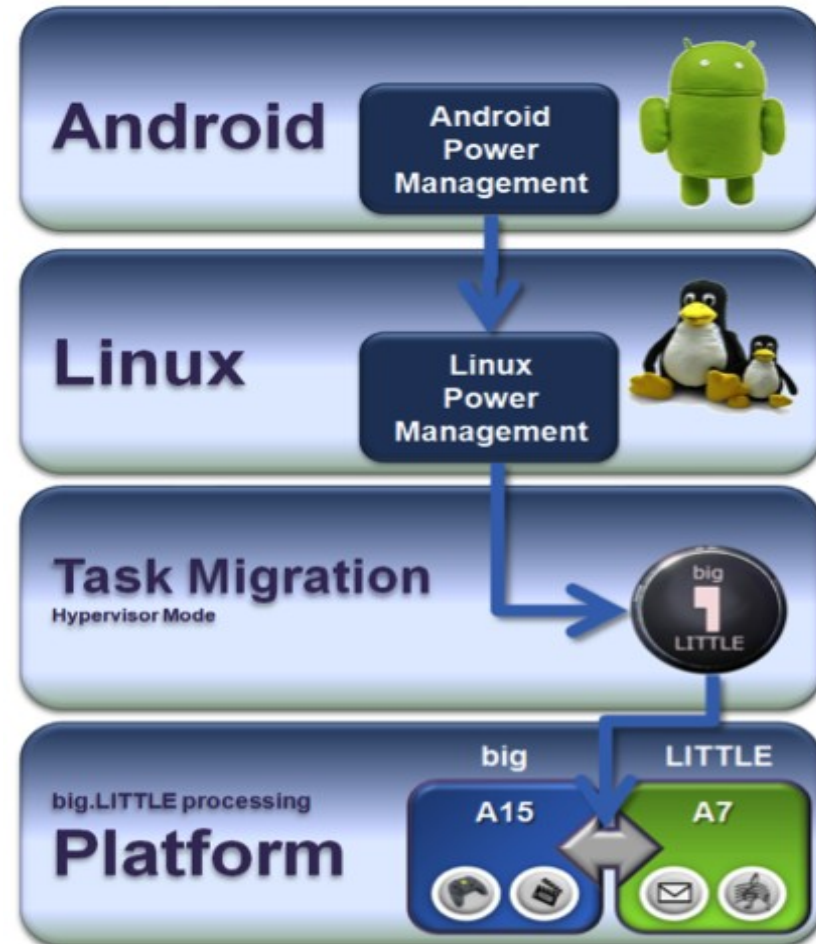 Android
Android
Power
Management
Linux
Linux
Power
Management
Task Migration
Hypervisor Mode
big
LITTLE
big.LITTLE processing
Platform
big
LITTLE
A15
A7